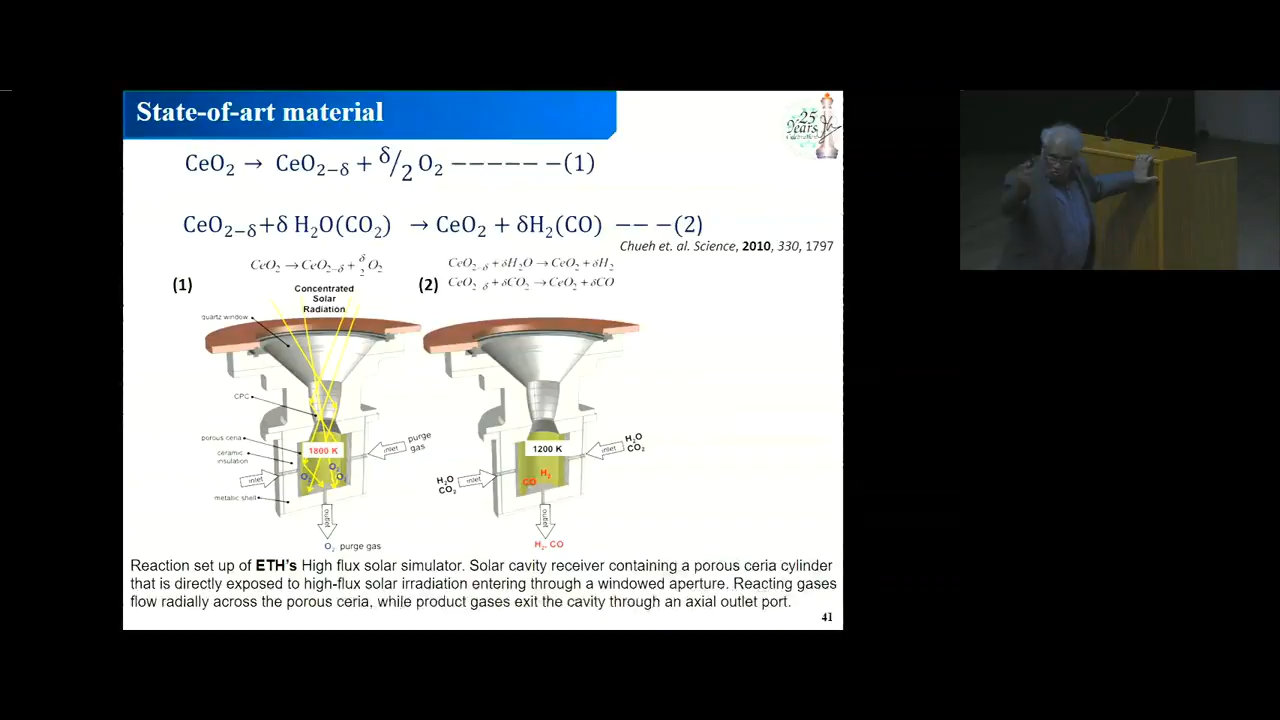 State-of-art material
25
Years
Celebrating
CeO₂ → CeO₂₋δ + δ/2 O₂ −−−−−−(1)
CeO₂₋δ+δ H₂O(CO₂) → CeO₂ + δH₂(CO) −−−(2)
Chueh et. al. Science, 2010, 330, 1797
(1) CeO₂→CeO₂₋δ+δ/2 O₂
(2) CeO₂₋δ+δH₂O→CeO₂+δH₂
CeO₂₋δ+δCO₂→CeO₂+δCO
Concentrated
Solar
Radiation
quartz window
CPC
porous ceria
ceramic
insulation
metallic shell
1800 K
O₂
O₂
O₂
inlet
inlet
purge
gas
outlet
O₂ purge gas
1200 K
H₂O
CO₂
inlet
H₂O
CO₂
inlet
CO
H₂
outlet
H₂, CO
Reaction set up of ETH's High flux solar simulator. Solar cavity receiver containing a porous ceria cylinder
that is directly exposed to high-flux solar irradiation entering through a windowed aperture. Reacting gases
flow radially across the porous ceria, while product gases exit the cavity through an axial outlet port.
41